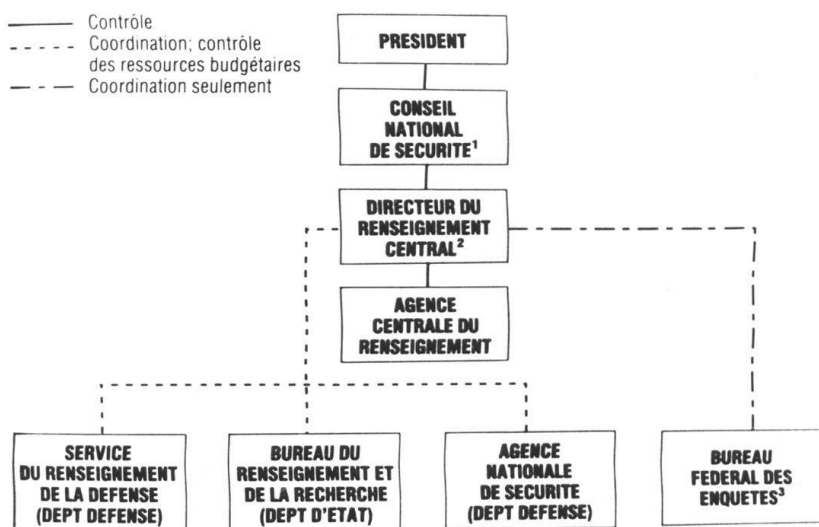 Contrôle
Coordination; contrôle
des ressources budgétaires
Coordination seulement
PRESIDENT
CONSEIL
NATIONAL
DE SECURITE¹
DIRECTEUR DU
RENSEIGNEMENT
CENTRAL²
AGENCE
CENTRALE DU
RENSEIGNEMENT
SERVICE
DU RENSEIGNEMENT
DE LA DEFENSE
(DEPT DEFENSE)
BUREAU DU
RENSEIGNEMENT ET
DE LA RECHERCHE
(DEPT D'ETAT)
AGENCE
NATIONALE
DE SECURITE
(DEPT DEFENSE)
BUREAU
FEDERAL DES
ENQUETES³